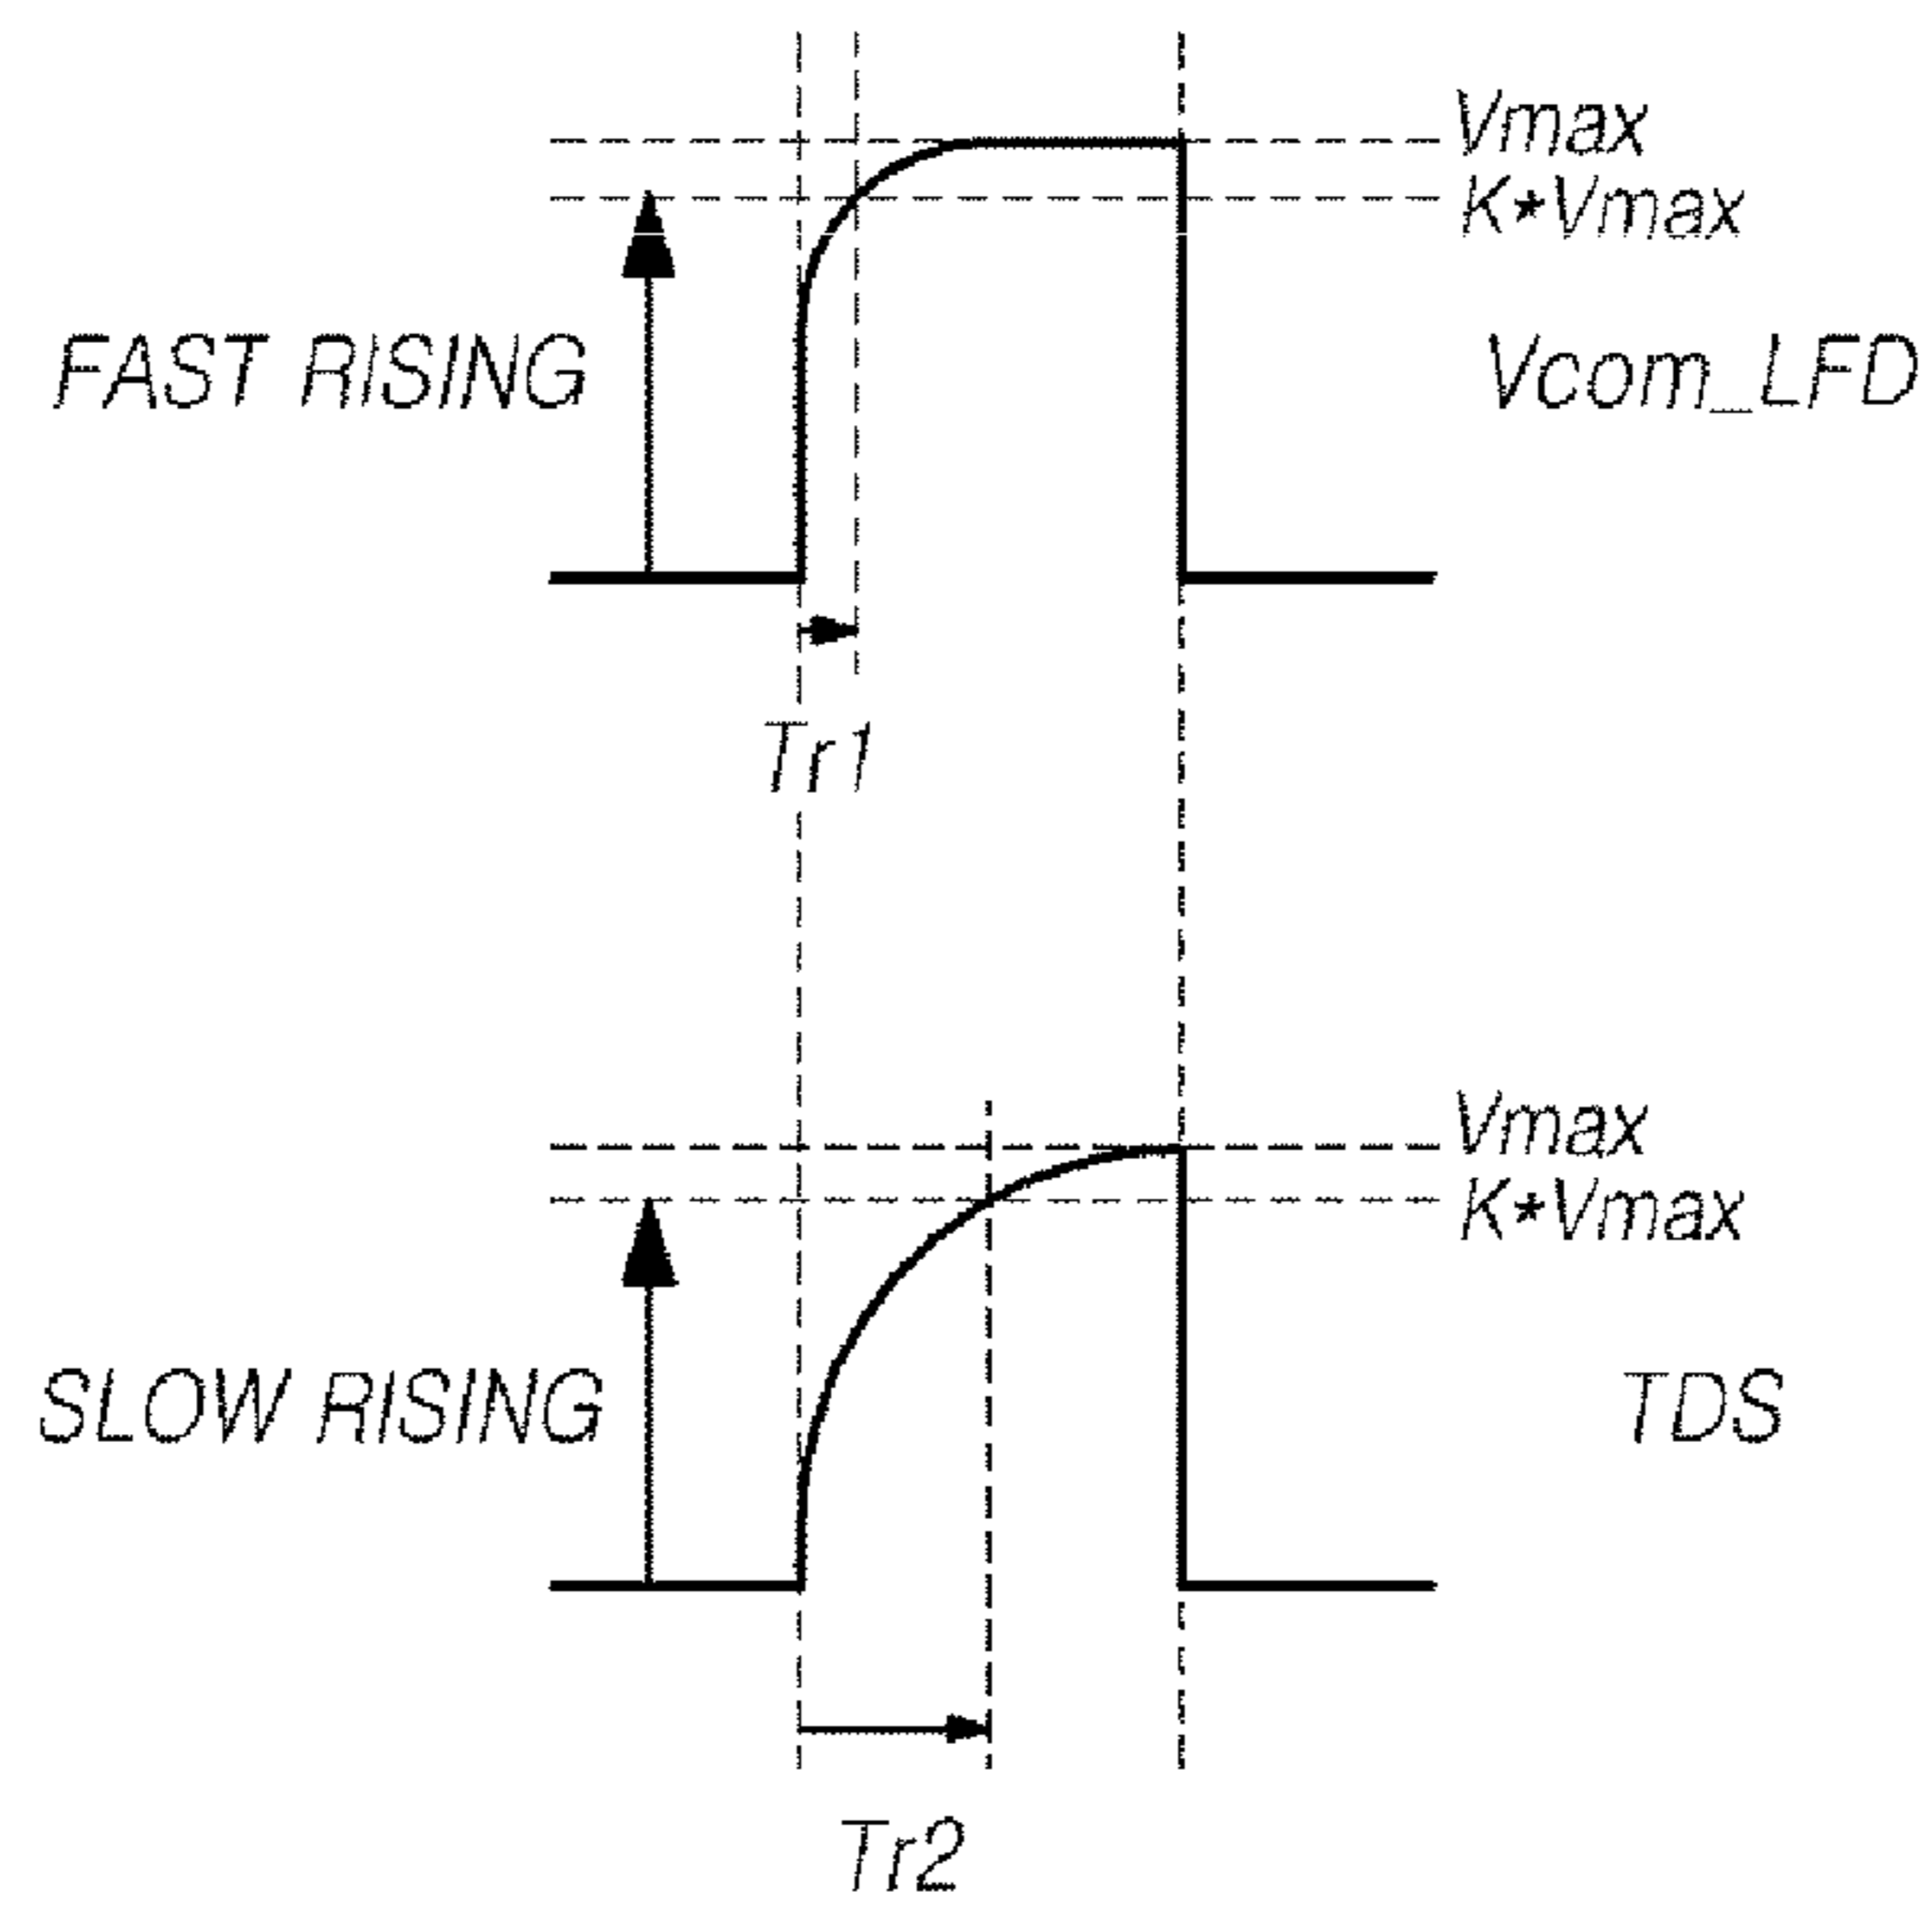 Vmax
K*Vmax
FAST RISING
Vcom_LFD
Tr1
Vmax
K*Vmax
SLOW RISING
TDS
Tr2